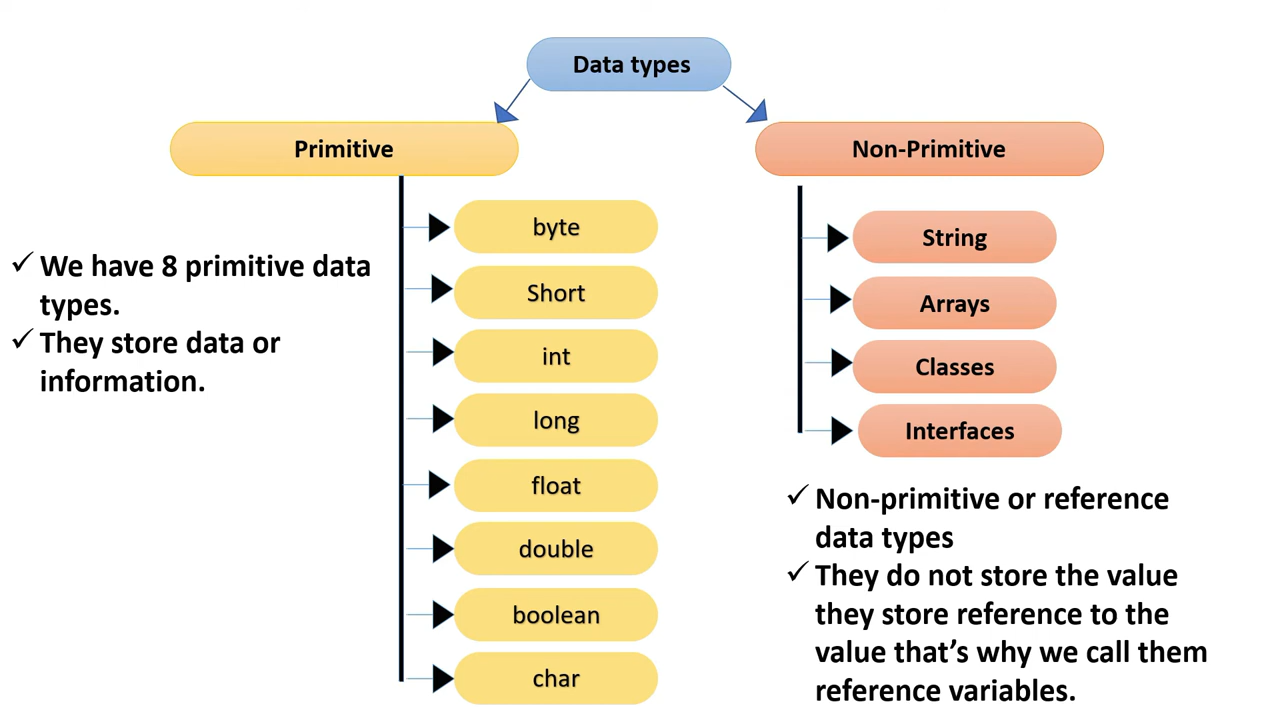 Data types
Primitive
Non-Primitive
✓ We have 8 primitive data
types.
✓ They store data or
information.
byte
Short
int
long
float
double
boolean
char
String
Arrays
Classes
Interfaces
✓ Non-primitive or reference
data types
✓ They do not store the value
they store reference to the
value that’s why we call them
reference variables.